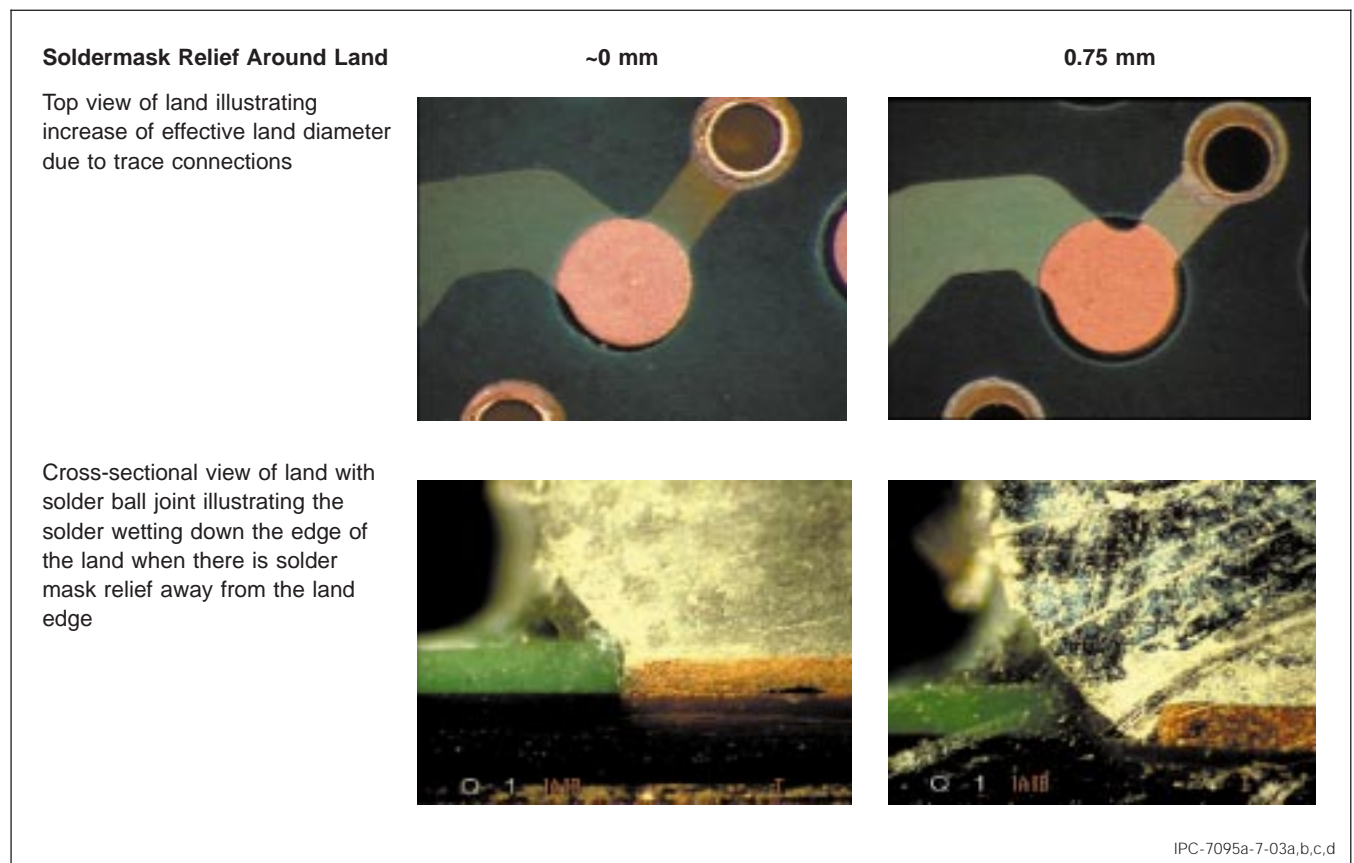 Soldermask Relief Around Land
~0 mm
0.75 mm
Top view of land illustrating
increase of effective land diameter
due to trace connections
Cross-sectional view of land with
solder ball joint illustrating the
solder wetting down the edge of
the land when there is solder
mask relief away from the land
edge
Q 1
Q 1
IPC-7095a-7-03a,b,c,d